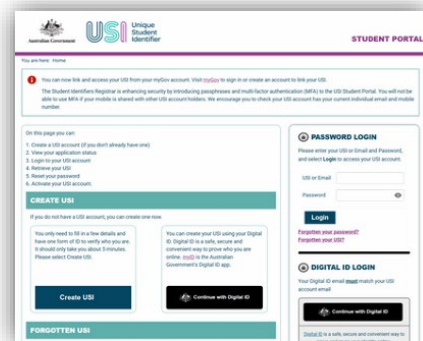 Australian Government
USI
Unique
Student
Identifier
STUDENT PORTAL
You are here: Home
You can now link and access your USI from your myGov account. Visit myGov to sign in or create an account to link your USI.
The Student Identifiers Registrar is enhancing security by introducing passphrases and multi-factor authentication (MFA) to the USI Student Portal. You will not be
able to use MFA if your mobile is shared with other USI account holders. We encourage you to check your USI account has your current individual email and mobile
number.
On this page you can:
1. Create a USI account (if you don't already have one)
2. View your application status
3. Login to your USI account
4. Retrieve your USI
5. Reset your password
6. Activate your USI account.
CREATE USI
If you do not have a USI account, you can create one now.
You only need to fill in a few details and
have one form of ID to verify who you are.
It should only take you about 5 minutes.
Please select Create USI.
Create USI
You can create your USI using your Digital
ID. Digital ID is a safe, secure and
convenient way to prove who you are
online. myID is the Australian
Government's Digital ID app.
Continue with Digital ID
FORGOTTEN USI
PASSWORD LOGIN
Please enter your USI or Email and Password,
and select Login to access your USI account.
USI or Email
Password
Login
Forgotten your password?
Forgotten your USI?
DIGITAL ID LOGIN
Your Digital ID email must match your USI
account email
Continue with Digital ID
Digital ID is a safe, secure and convenient way to